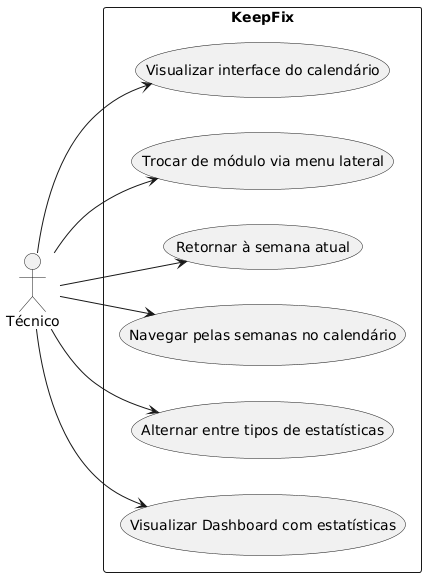 KeepFix
Visualizar interface do calendário
Trocar de módulo via menu lateral
Retornar à semana atual
Técnico
Navegar pelas semanas no calendário
Alternar entre tipos de estatísticas
Visualizar Dashboard com estatísticas